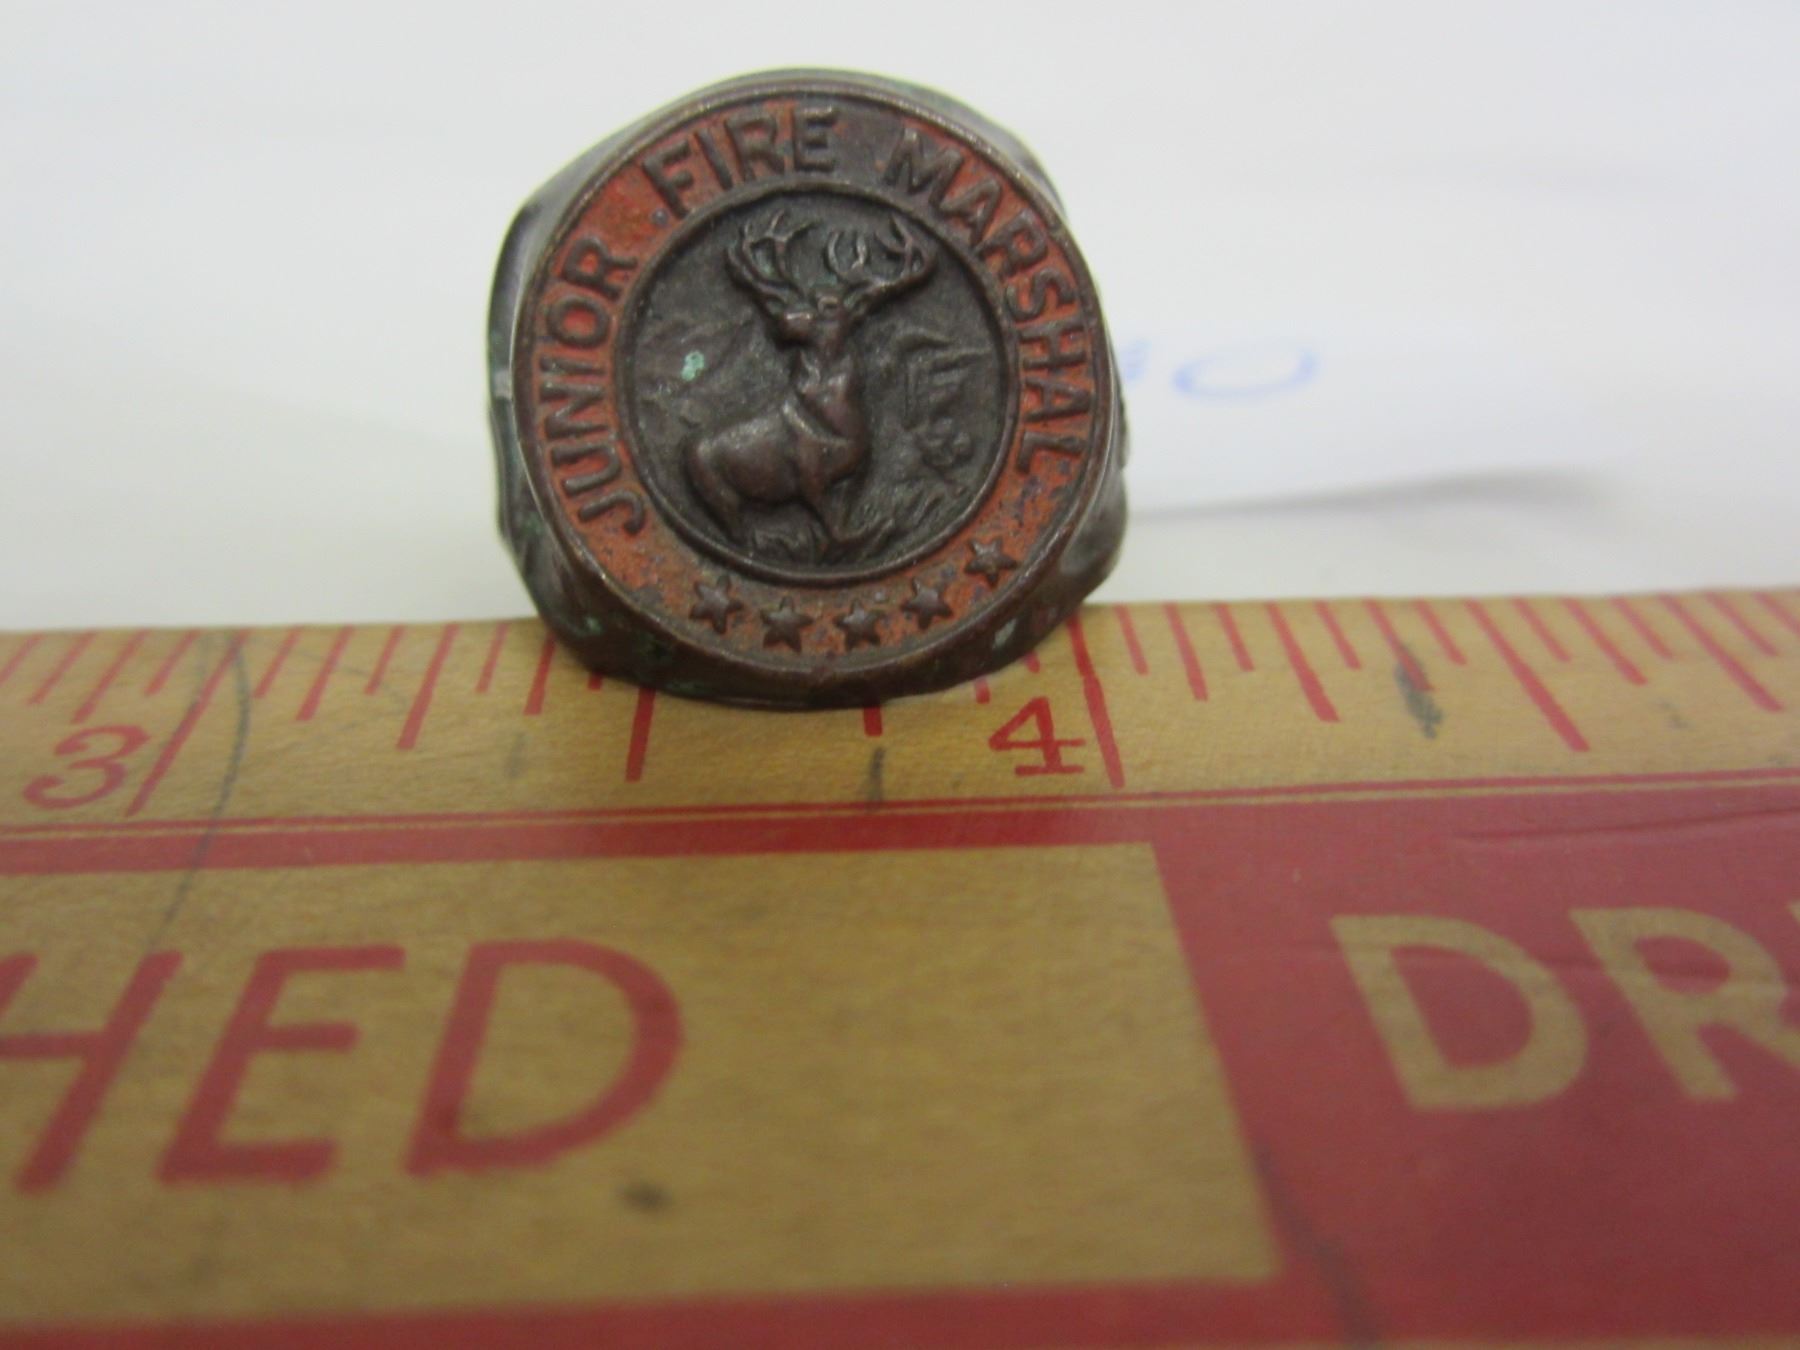 JUNIOR FIRE MARSHAL
3 4
HED DR